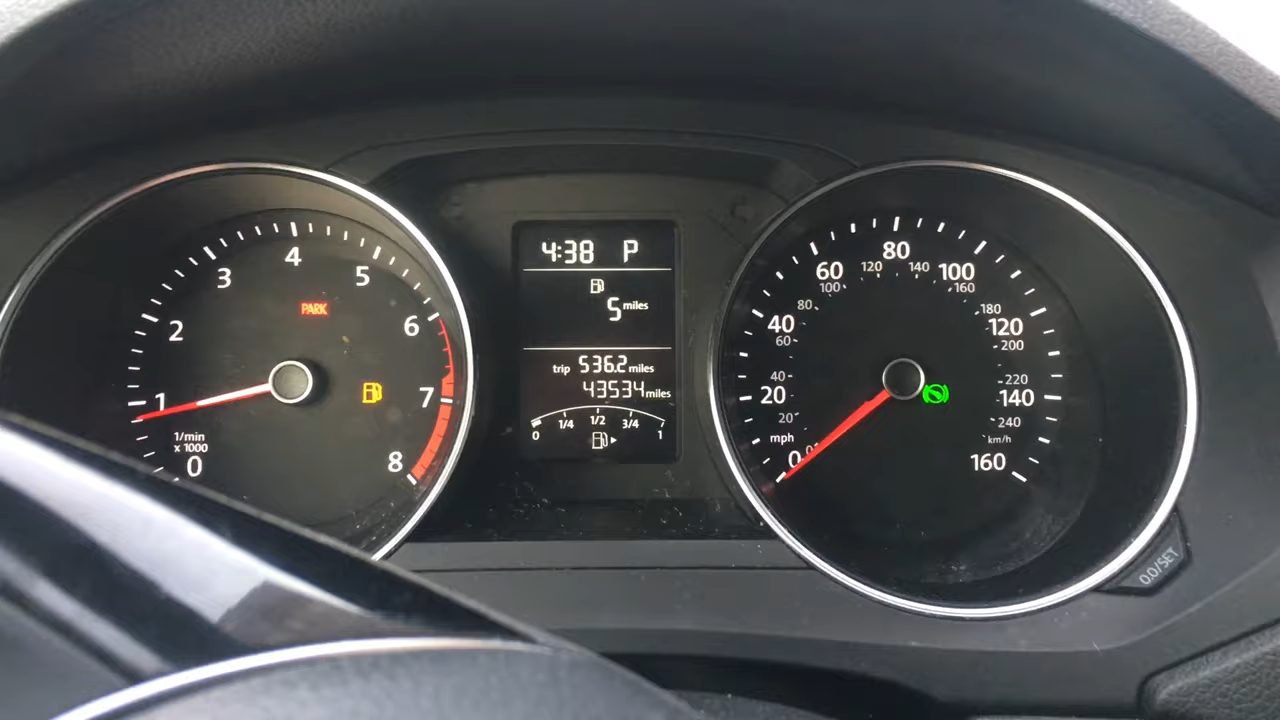 4:38 P
5 miles
trip 536.2 miles
43534 miles
0 1/4 1/2 3/4 1
0
1
2
3
4
5
6
7
8
PARK
1/min
x 1000
0
20
40
60
80
100
120
140
160
20
40
60
80
100
120
140
160
180
200
220
240
mph
km/h
0.0/SET